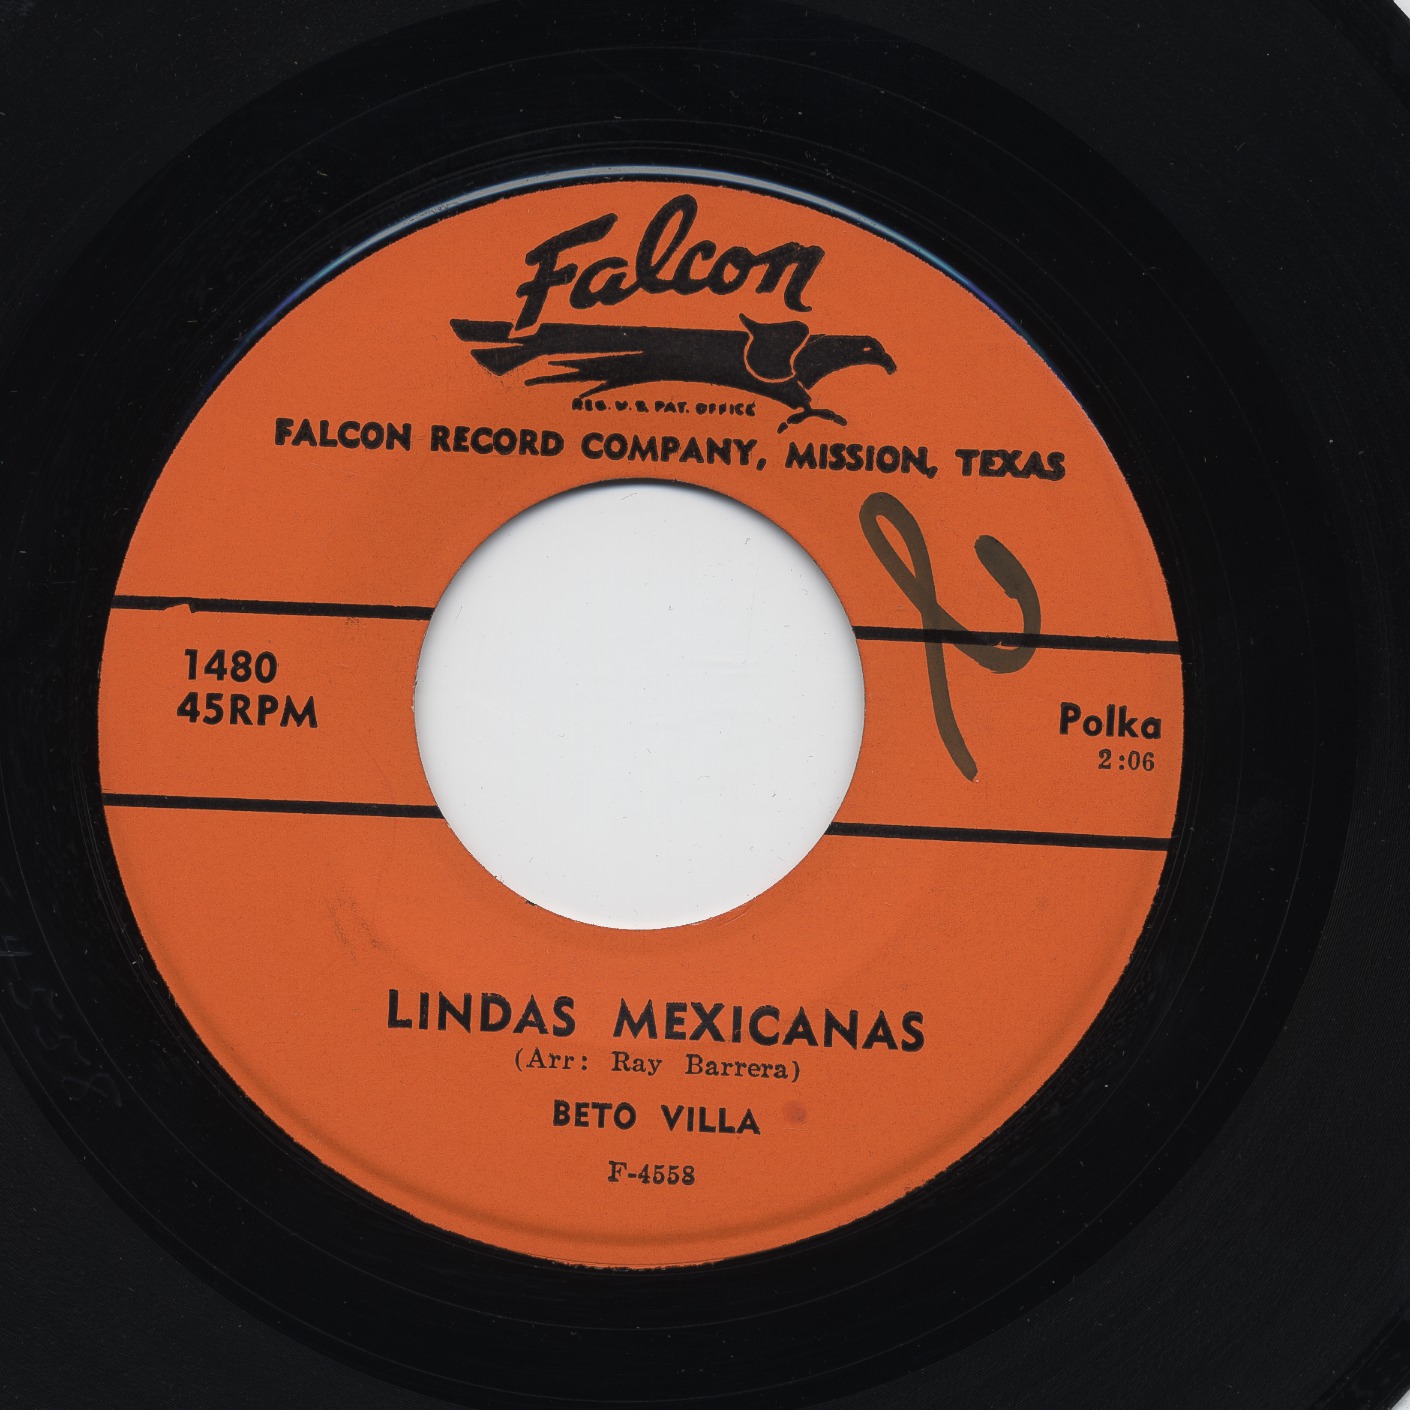 Falcon
REG. U.S. PAT. OFFICE
FALCON RECORD COMPANY, MISSION, TEXAS
1480
45RPM
Polka
2:06
LINDAS MEXICANAS
(Arr: Ray Barrera)
BETO VILLA
F-4558